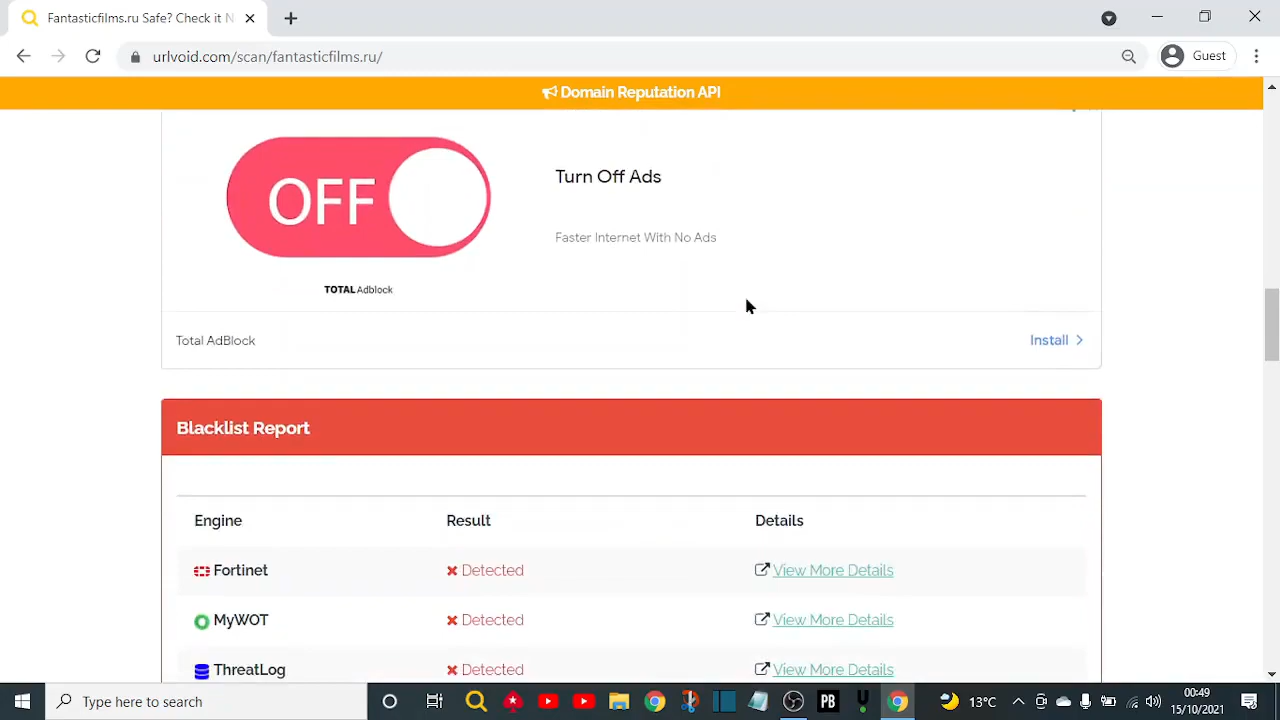 Fantasticfilms.ru Safe? Check it N
urlvoid.com/scan/fantasticfilms.ru/
Guest
Domain Reputation API
OFF
Turn Off Ads
Faster Internet With No Ads
TOTAL Adblock
Total AdBlock
Install
Blacklist Report
Engine Result Details
Fortinet Detected View More Details
MyWOT Detected View More Details
ThreatLog Detected View More Details
Type here to search
PB
13°C
00:49
15/10/2021